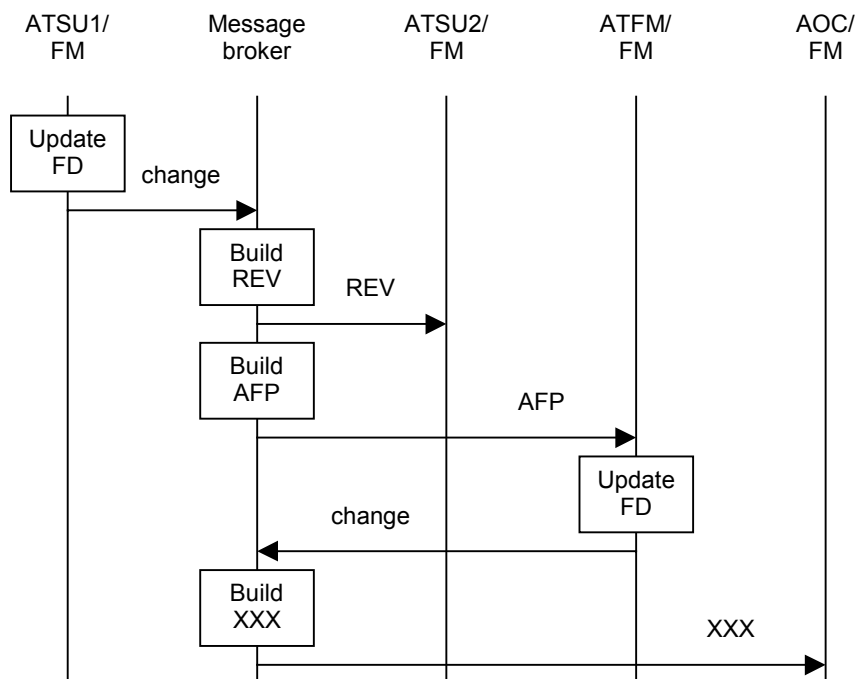 ATSU1/
FM
Message
broker
ATSU2/
FM
ATFM/
FM
AOC/
FM
Update
FD
change
Build
REV
REV
Build
AFP
AFP
Update
FD
change
Build
XXX
XXX